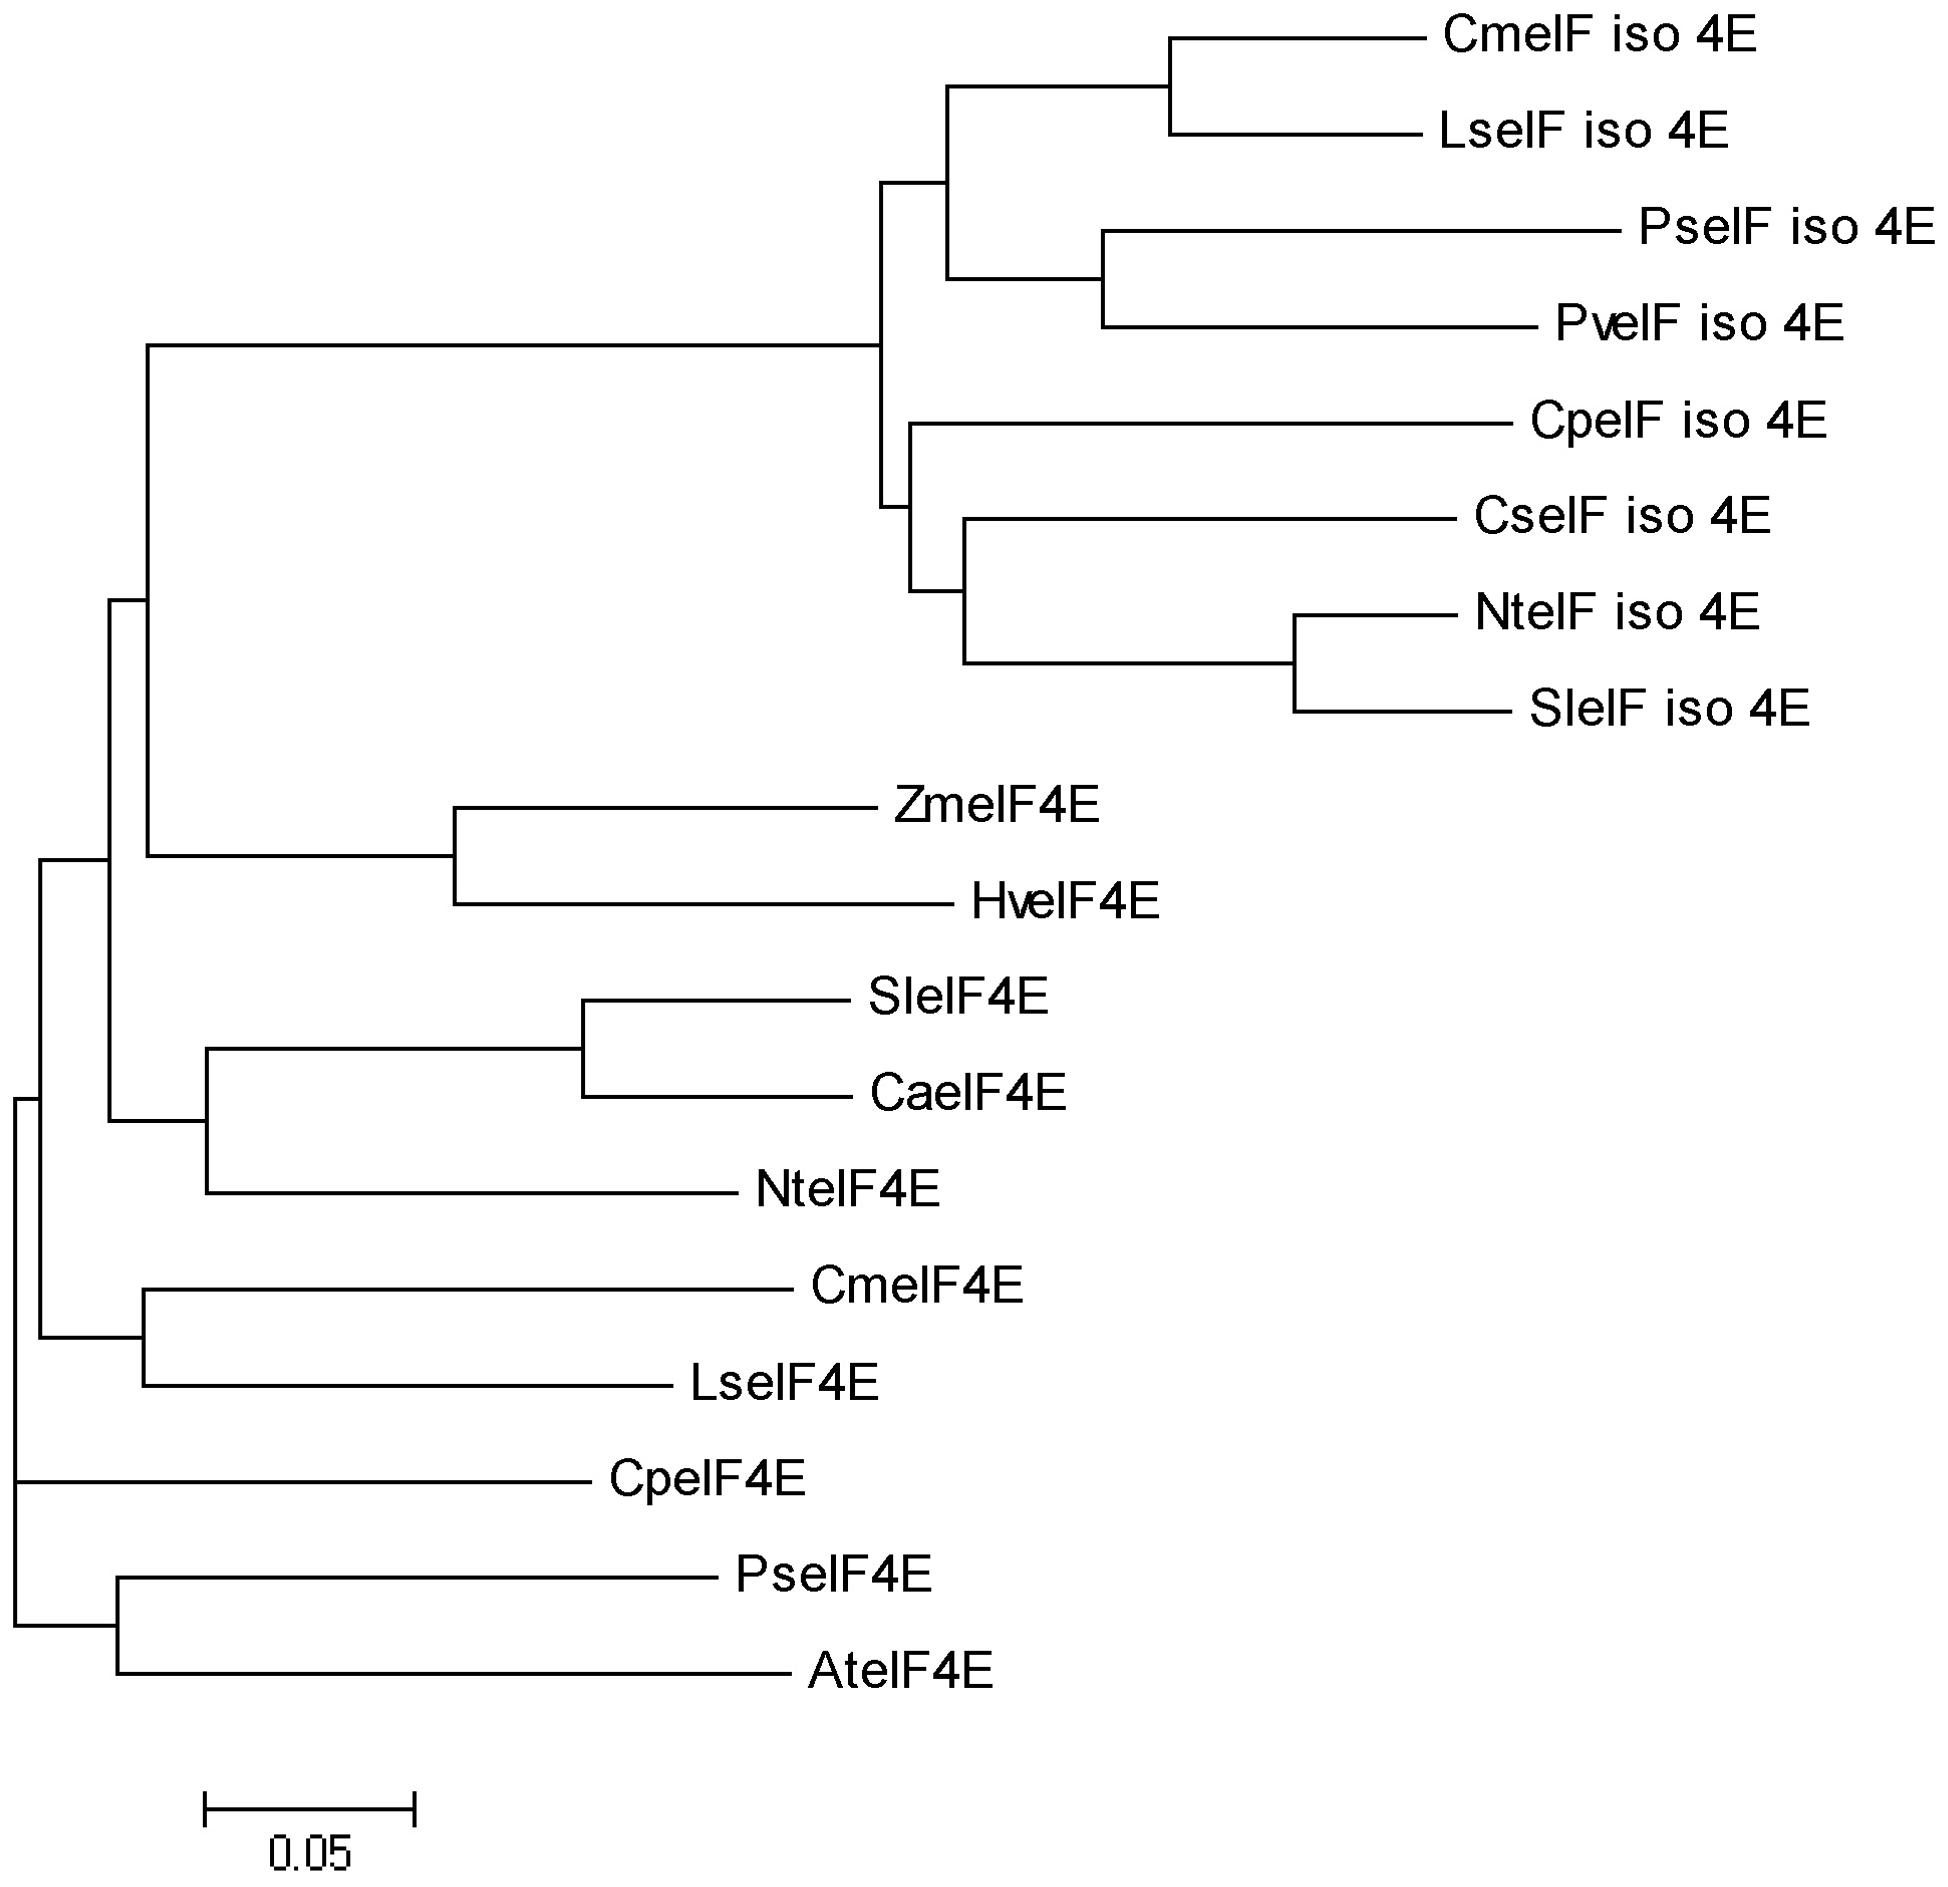 CmeIF iso 4E
LseIF iso 4E
PseIF iso 4E
PveIF iso 4E
CpeIF iso 4E
CseIF iso 4E
NteIF iso 4E
SleIF iso 4E
ZmeIF4E
HveIF4E
SleIF4E
CaeIF4E
NteIF4E
CmeIF4E
LseIF4E
CpeIF4E
PseIF4E
AteIF4E
0.05